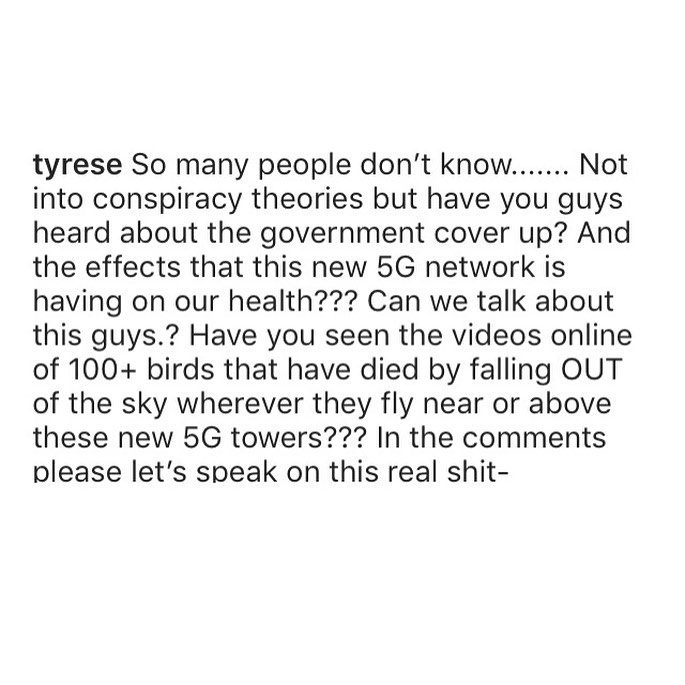 tyrese So many people don’t know....... Not
into conspiracy theories but have you guys
heard about the government cover up? And
the effects that this new 5G network is
having on our health??? Can we talk about
this guys.? Have you seen the videos online
of 100+ birds that have died by falling OUT
of the sky wherever they fly near or above
these new 5G towers??? In the comments
please let’s speak on this real shit-